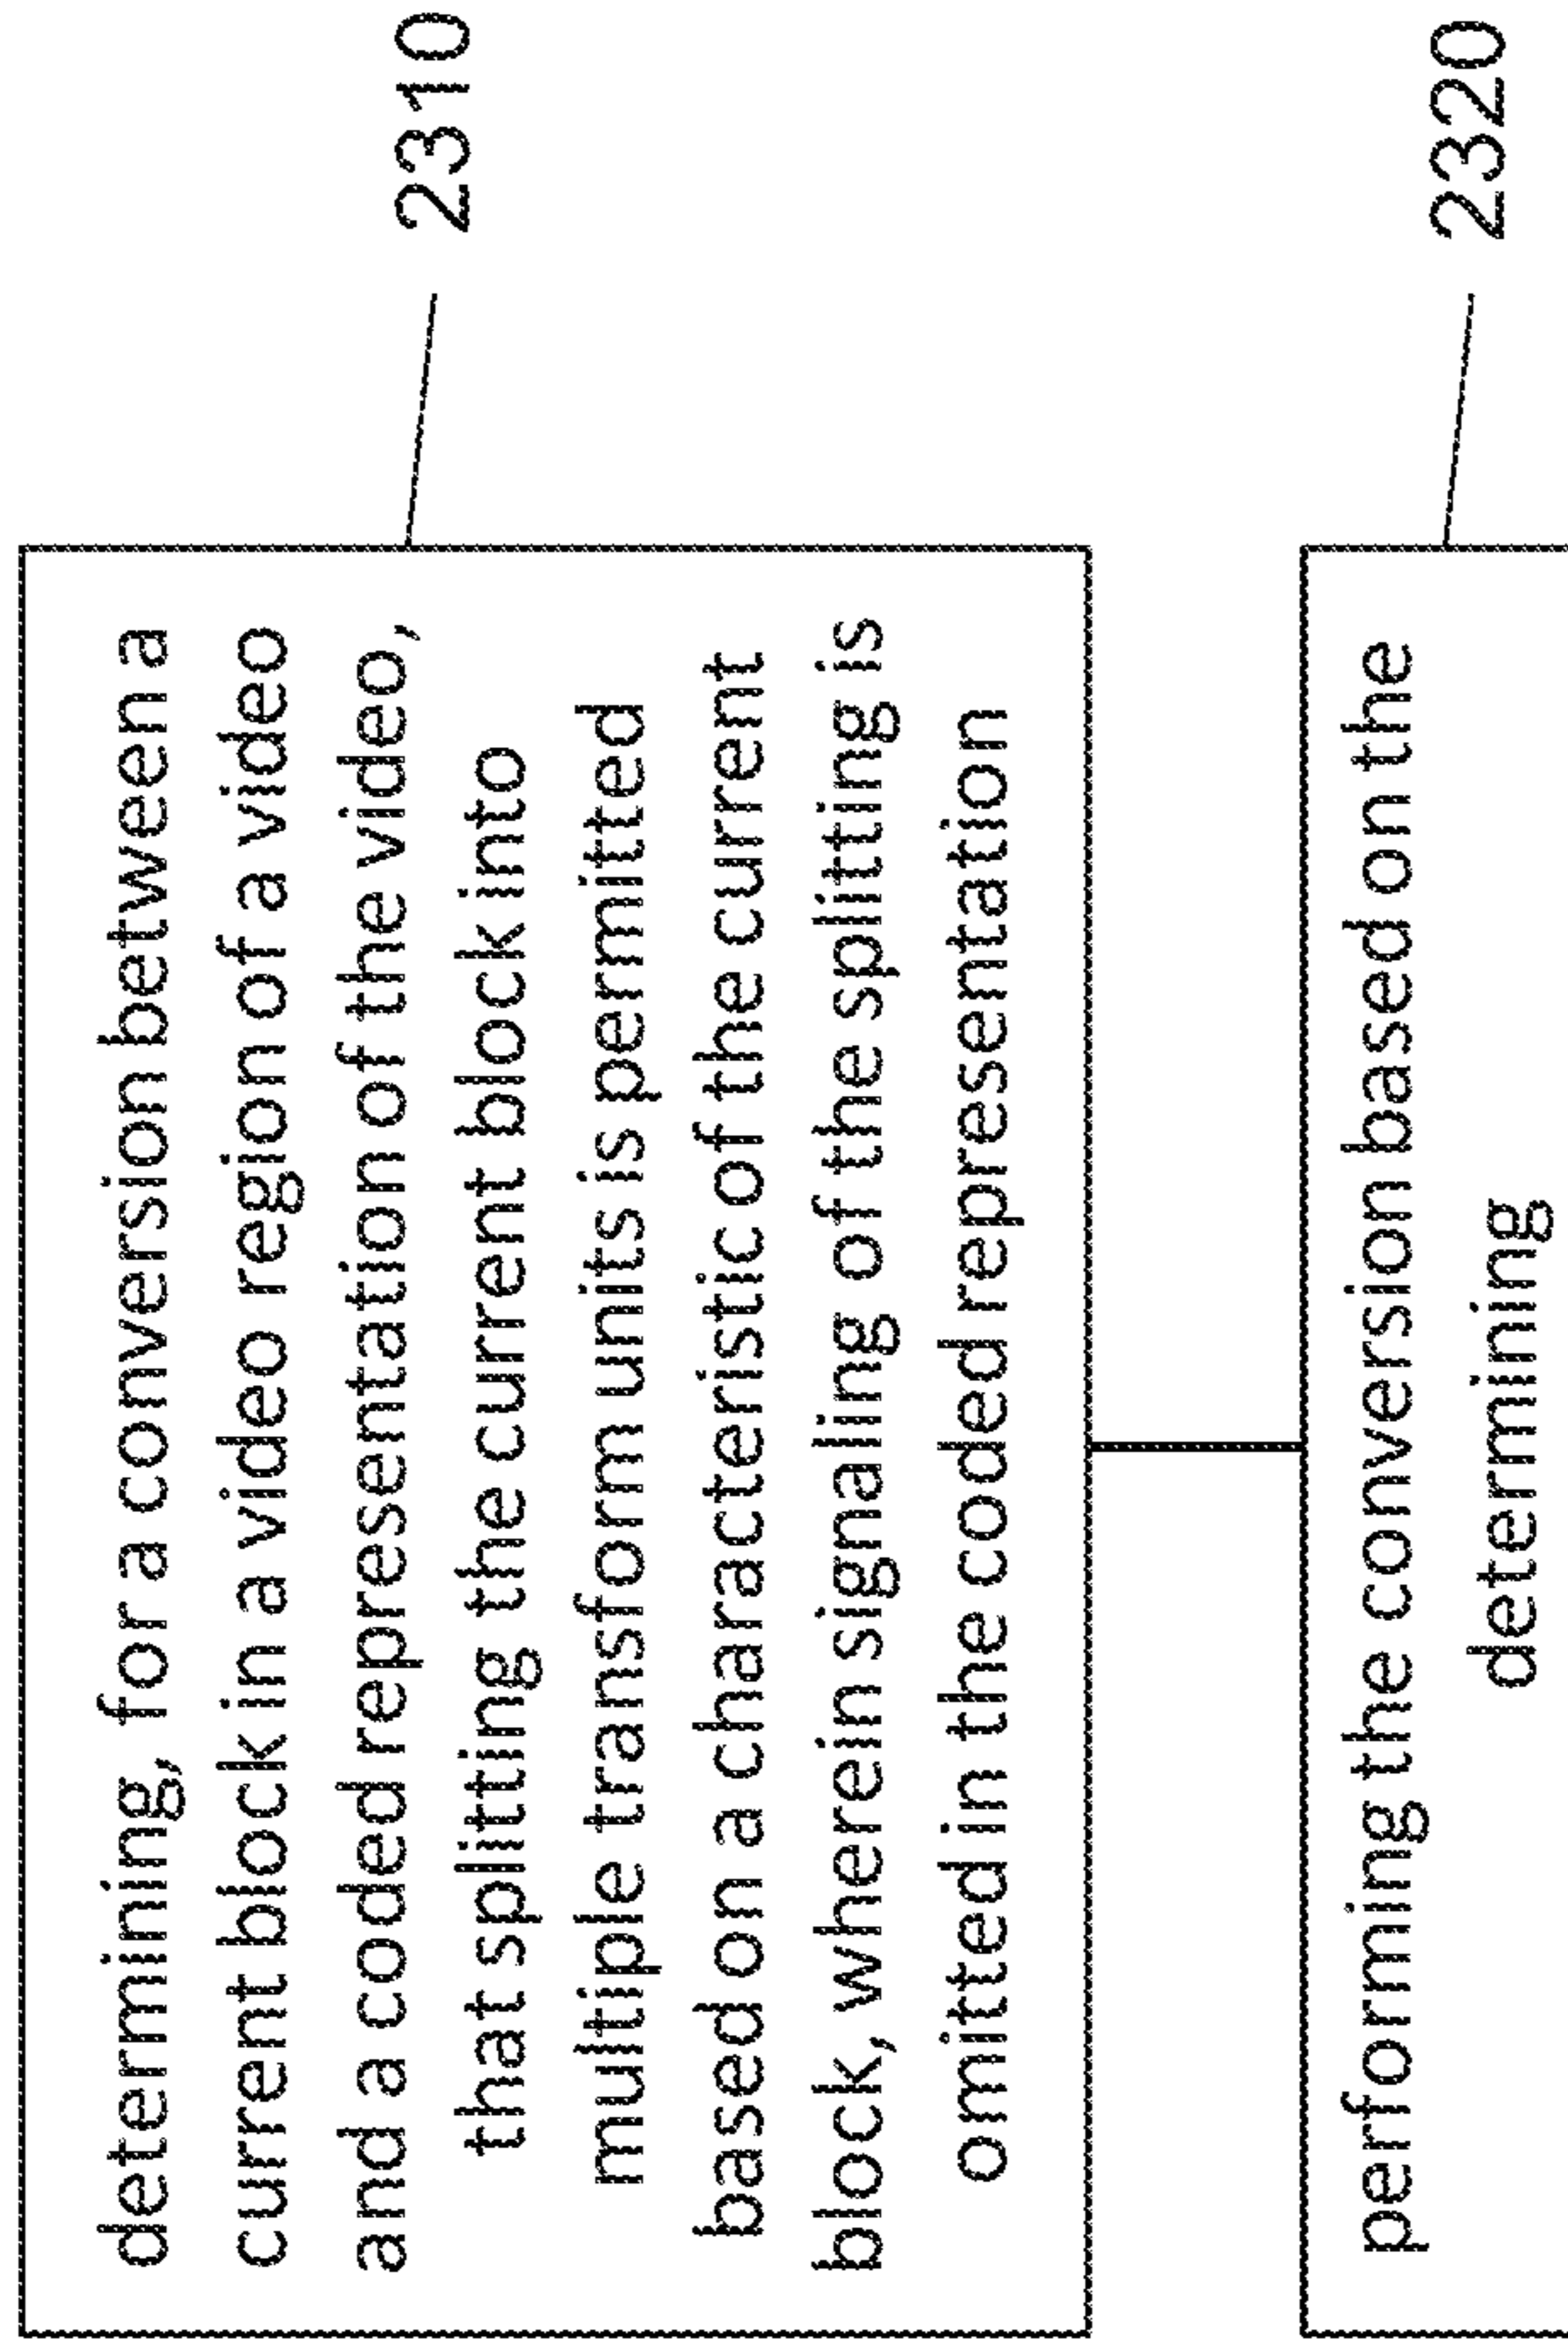 determining, for a conversion between a
current block in a video region of a video
and a coded representation of the video,
that splitting the current block into
multiple transform units is permitted
based on a characteristic of the current
block, wherein signaling of the splitting is
omitted in the coded representation
2310
performing the conversion based on the
determining
2320